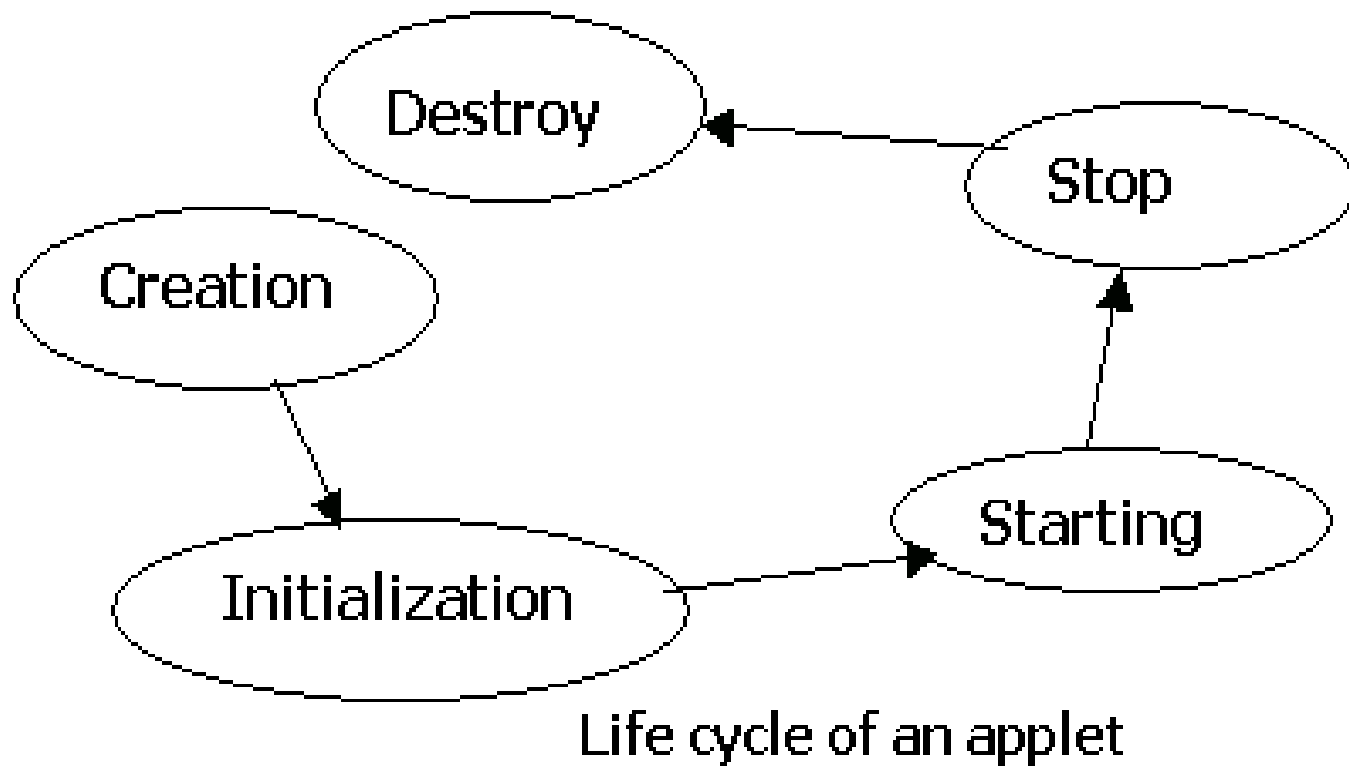 Destroy
Stop
Creation
Starting
Initialization
Life cycle of an applet